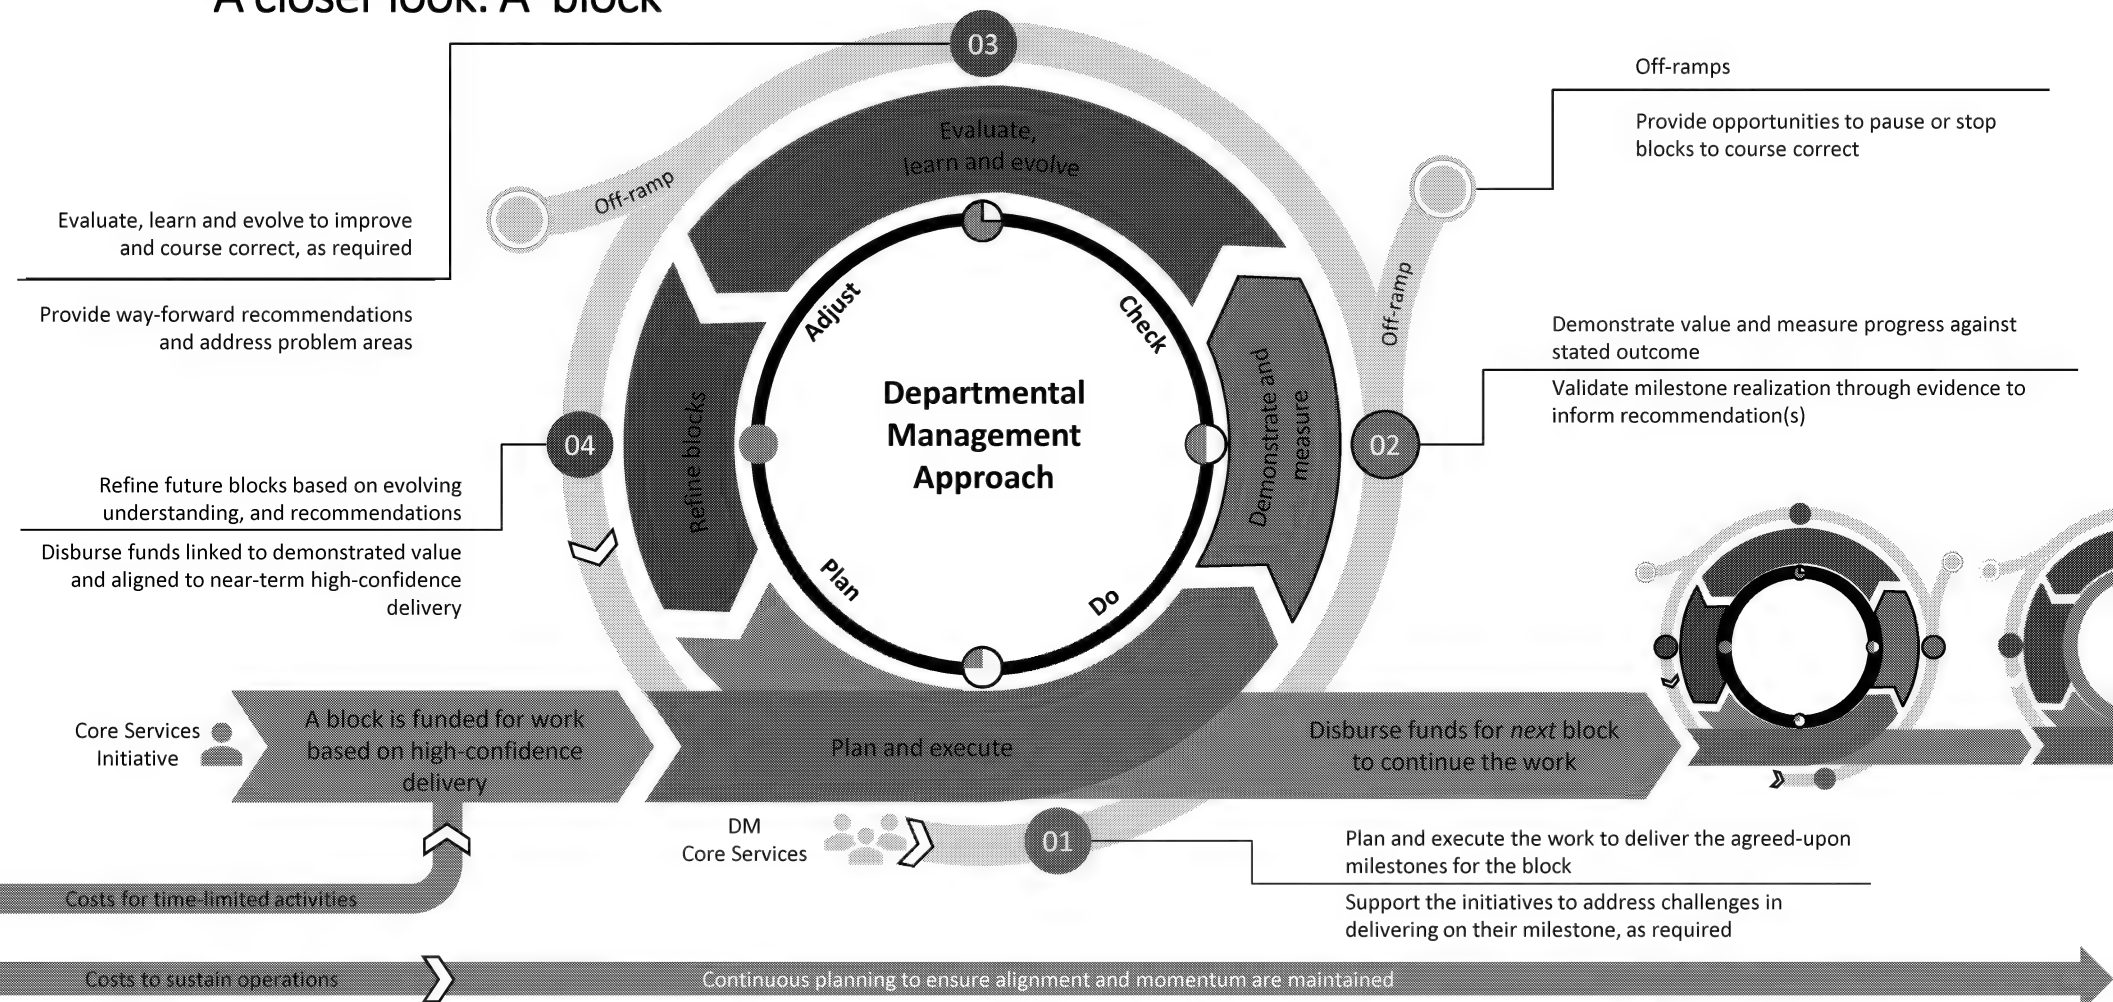 A closer look: A block
03
Off-ramps
Provide opportunities to pause or stop
blocks to course correct
Evaluate,
learn and evolve
Off-ramp
Evaluate, learn and evolve to improve
and course correct, as required
Provide way-forward recommendations
and address problem areas
Adjust
Check
Off-ramp
Demonstrate value and measure progress against
stated outcome
Validate milestone realization through evidence to
inform recommendation(s)
Departmental
Management
Approach
Refine blocks
Demonstrate and
measure
04
02
Refine future blocks based on evolving
understanding, and recommendations
Disburse funds linked to demonstrated value
and aligned to near-term high-confidence
delivery
Plan
Do
Core Services
Initiative
A block is funded for work
based on high-confidence
delivery
Plan and execute
Disburse funds for next block
to continue the work
DM
Core Services
01
Plan and execute the work to deliver the agreed-upon
milestones for the block
Support the initiatives to address challenges in
delivering on their milestone, as required
Costs for time-limited activities
Costs to sustain operations
Continuous planning to ensure alignment and momentum are maintained